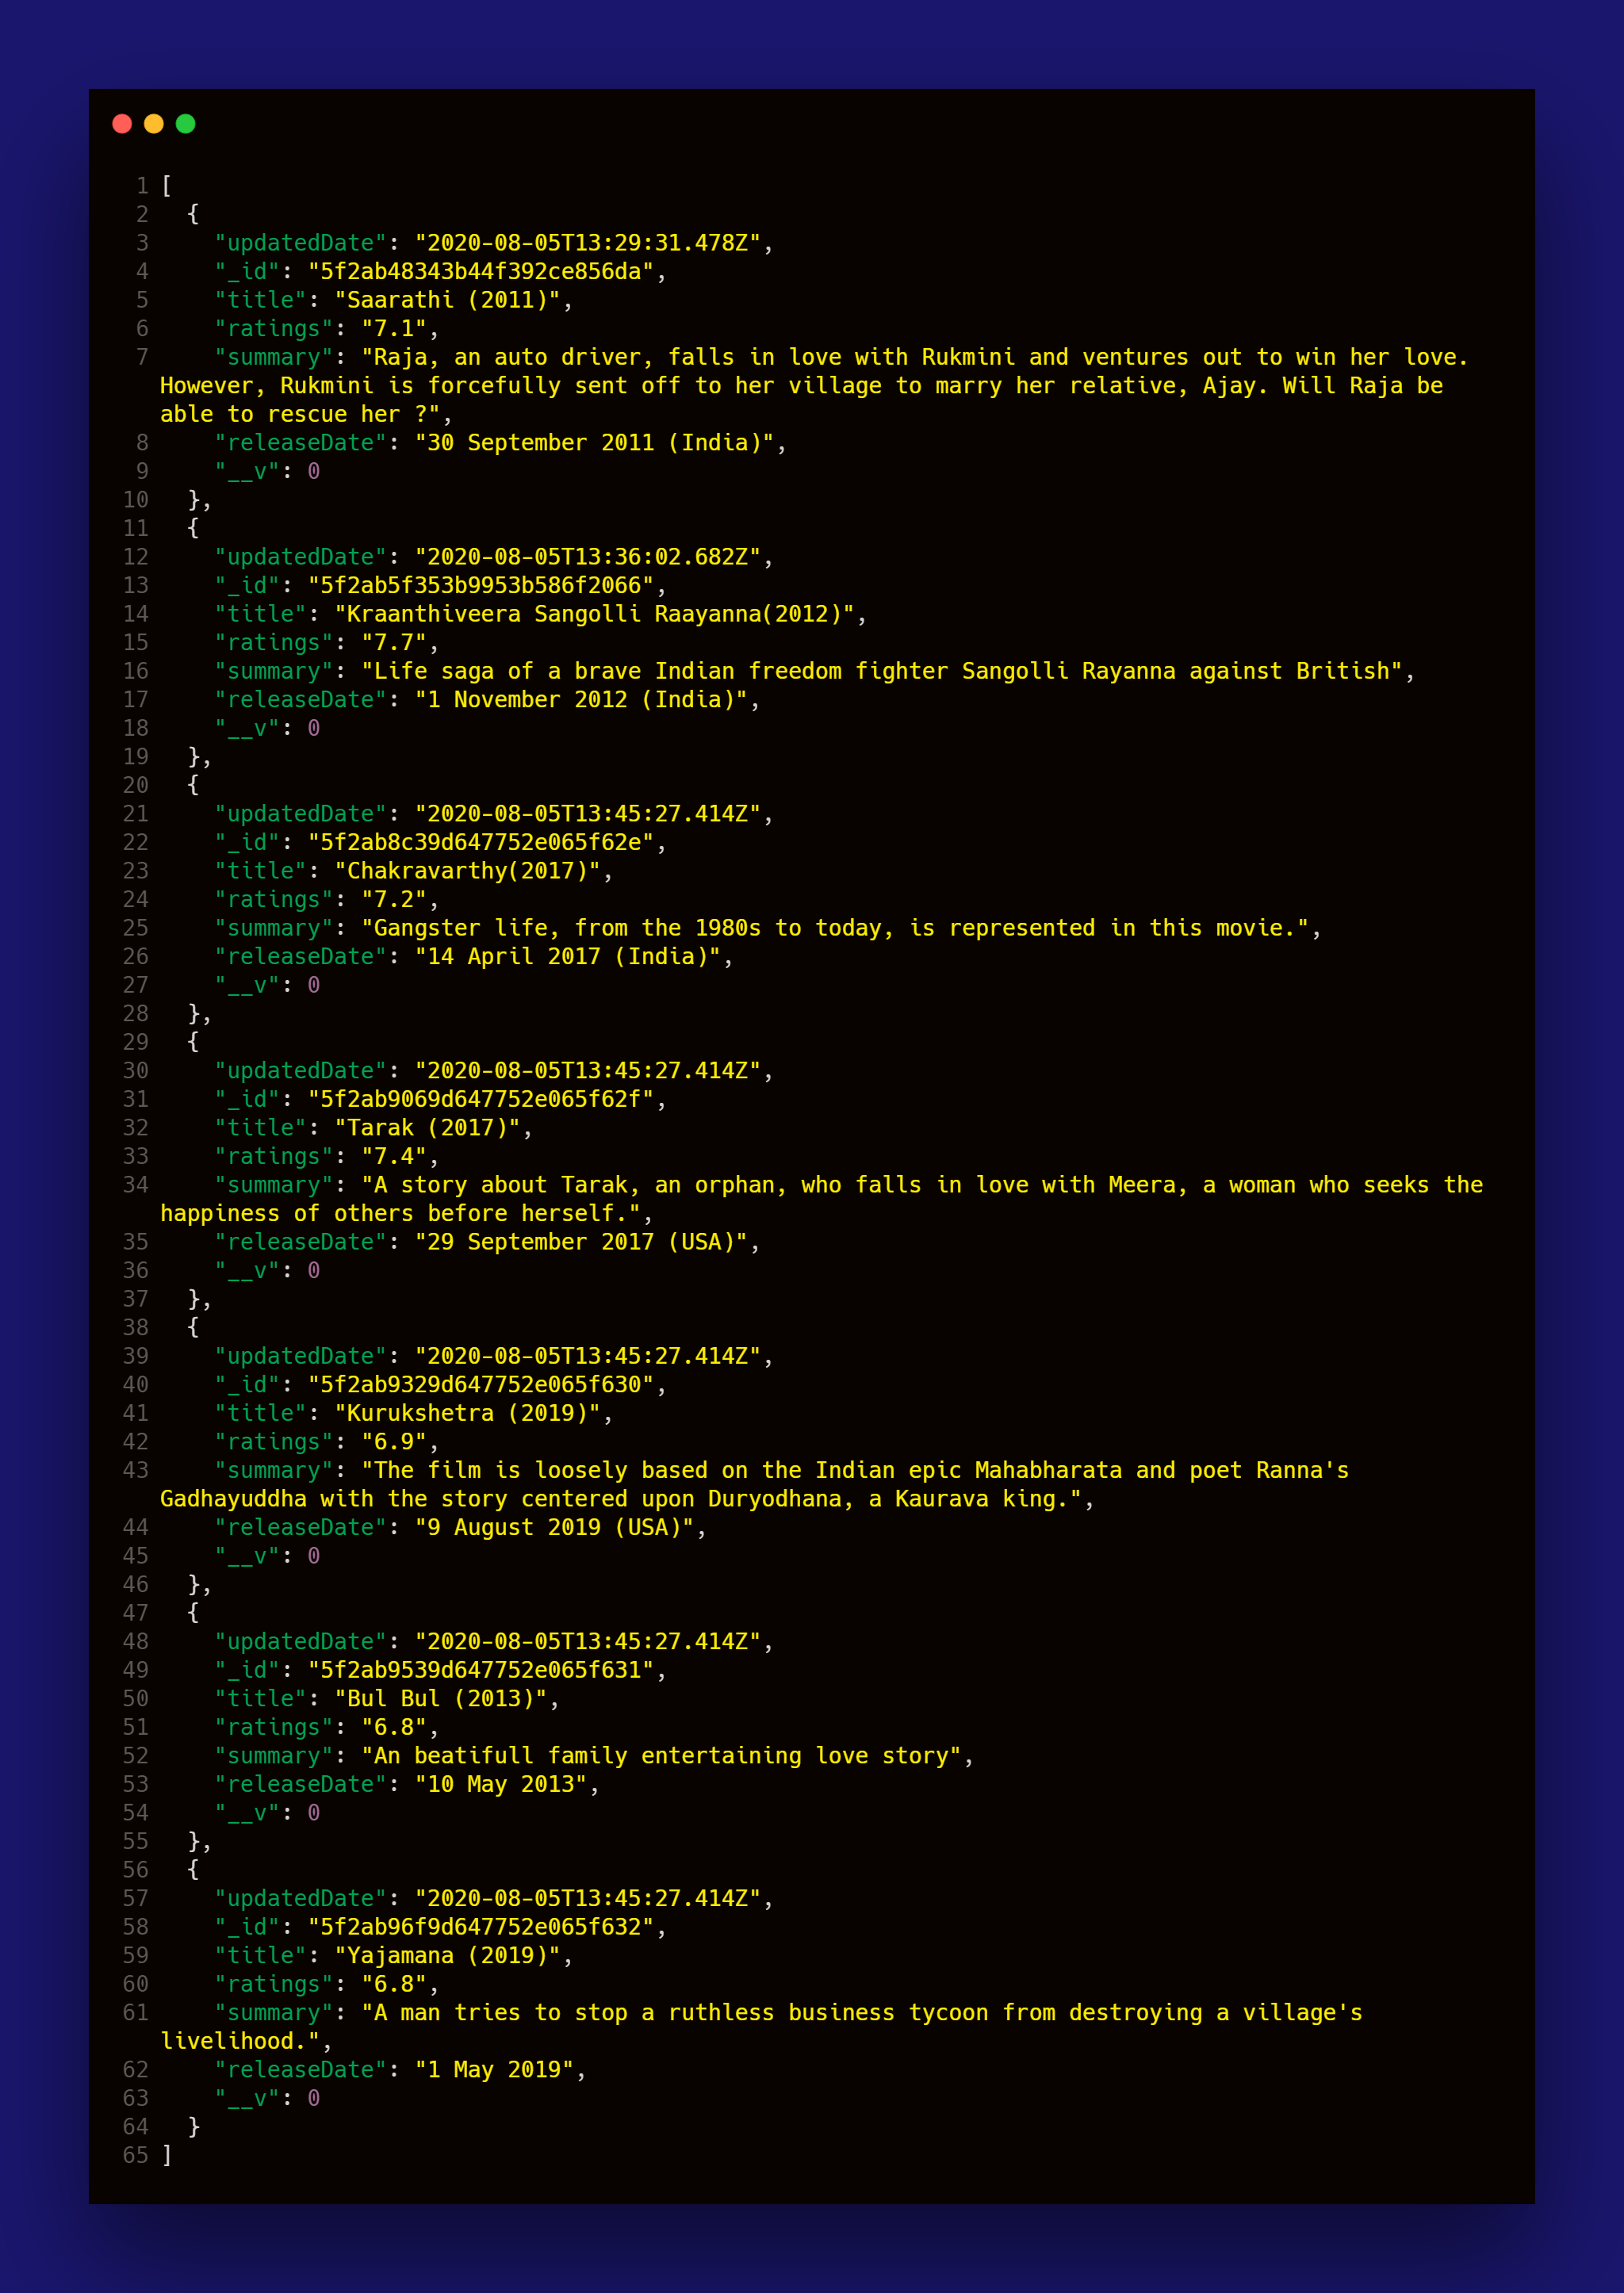 1 [
2   {
3     "updatedDate": "2020-08-05T13:29:31.478Z",
4     "_id": "5f2ab48343b44f392ce856da",
5     "title": "Saarathi (2011)",
6     "ratings": "7.1",
7     "summary": "Raja, an auto driver, falls in love with Rukmini and ventures out to win her love.
However, Rukmini is forcefully sent off to her village to marry her relative, Ajay. Will Raja be
able to rescue her ?",
8     "releaseDate": "30 September 2011 (India)",
9     "__v": 0
10   },
11   {
12     "updatedDate": "2020-08-05T13:36:02.682Z",
13     "_id": "5f2ab5f353b9953b586f2066",
14     "title": "Kraanthiveera Sangolli Raayanna(2012)",
15     "ratings": "7.7",
16     "summary": "Life saga of a brave Indian freedom fighter Sangolli Rayanna against British",
17     "releaseDate": "1 November 2012 (India)",
18     "__v": 0
19   },
20   {
21     "updatedDate": "2020-08-05T13:45:27.414Z",
22     "_id": "5f2ab8c39d647752e065f62e",
23     "title": "Chakravarthy(2017)",
24     "ratings": "7.2",
25     "summary": "Gangster life, from the 1980s to today, is represented in this movie.",
26     "releaseDate": "14 April 2017 (India)",
27     "__v": 0
28   },
29   {
30     "updatedDate": "2020-08-05T13:45:27.414Z",
31     "_id": "5f2ab9069d647752e065f62f",
32     "title": "Tarak (2017)",
33     "ratings": "7.4",
34     "summary": "A story about Tarak, an orphan, who falls in love with Meera, a woman who seeks the
happiness of others before herself.",
35     "releaseDate": "29 September 2017 (USA)",
36     "__v": 0
37   },
38   {
39     "updatedDate": "2020-08-05T13:45:27.414Z",
40     "_id": "5f2ab9329d647752e065f630",
41     "title": "Kurukshetra (2019)",
42     "ratings": "6.9",
43     "summary": "The film is loosely based on the Indian epic Mahabharata and poet Ranna's
Gadhayuddha with the story centered upon Duryodhana, a Kaurava king.",
44     "releaseDate": "9 August 2019 (USA)",
45     "__v": 0
46   },
47   {
48     "updatedDate": "2020-08-05T13:45:27.414Z",
49     "_id": "5f2ab9539d647752e065f631",
50     "title": "Bul Bul (2013)",
51     "ratings": "6.8",
52     "summary": "An beatifull family entertaining love story",
53     "releaseDate": "10 May 2013",
54     "__v": 0
55   },
56   {
57     "updatedDate": "2020-08-05T13:45:27.414Z",
58     "_id": "5f2ab96f9d647752e065f632",
59     "title": "Yajamana (2019)",
60     "ratings": "6.8",
61     "summary": "A man tries to stop a ruthless business tycoon from destroying a village's
livelihood.",
62     "releaseDate": "1 May 2019",
63     "__v": 0
64   }
65 ]